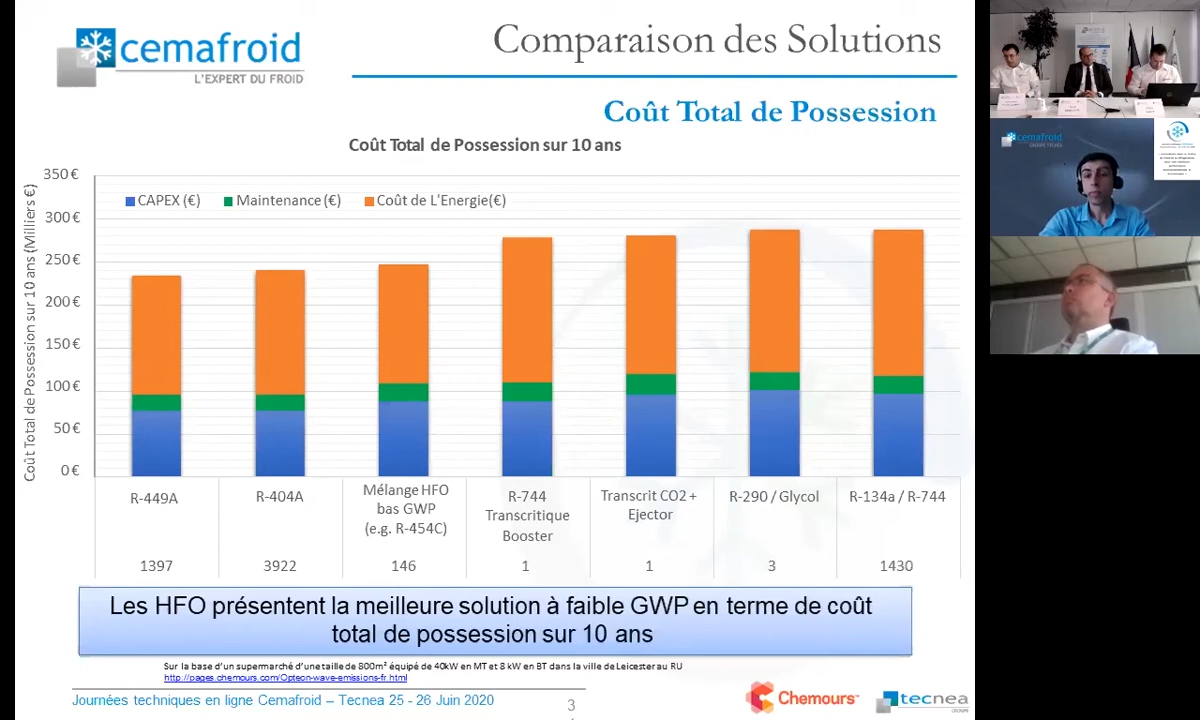 cemafroid
L'EXPERT DU FROID
Comparaison des Solutions
Coût Total de Possession
Coût Total de Possession sur 10 ans
Coût Total de Possession sur 10 ans (Milliers €)
350 €
300 €
250 €
200 €
150 €
100 €
50 €
0 €
CAPEX (€)
Maintenance (€)
Coût de L'Energie(€)
R-449A
R-404A
Mélange HFO
bas GWP
(e.g. R-454C)
R-744
Transcritique
Booster
Transcrit CO2 +
Ejector
R-290 / Glycol
R-134a / R-744
1397
3922
146
1
1
3
1430
Les HFO présentent la meilleure solution à faible GWP en terme de coût
total de possession sur 10 ans
Sur la base d'un supermarché d'une taille de 800m² équipé de 40kW en MT et 8 kW en BT dans la ville de Leicester au RU
http://pages.chemours.com/Opteon-wave-emissions-fr.html
Journées techniques en ligne Cemafroid – Tecnea 25 - 26 Juin 2020
3
Chemours™
tecnea
cemafroid